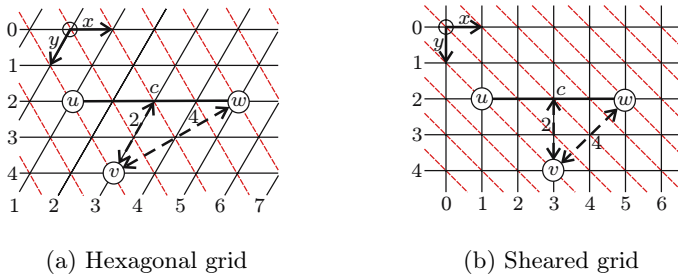 0 x 0 x
y y
1 1
2 u c w 2 u c w
3 2 4 3 2 4
4 v 4 v
1 2 3 4 5 6 7 0 1 2 3 4 5 6
(a) Hexagonal grid (b) Sheared grid